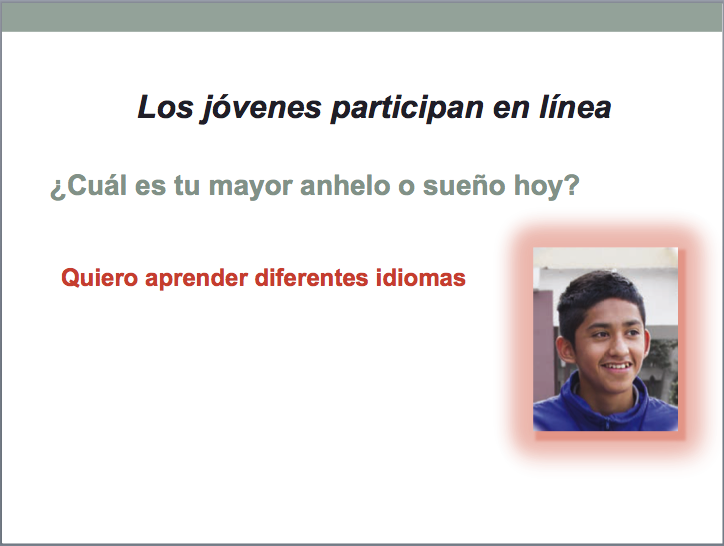 Los jóvenes participan en línea
¿Cuál es tu mayor anhelo o sueño hoy?
Quiero aprender diferentes idiomas